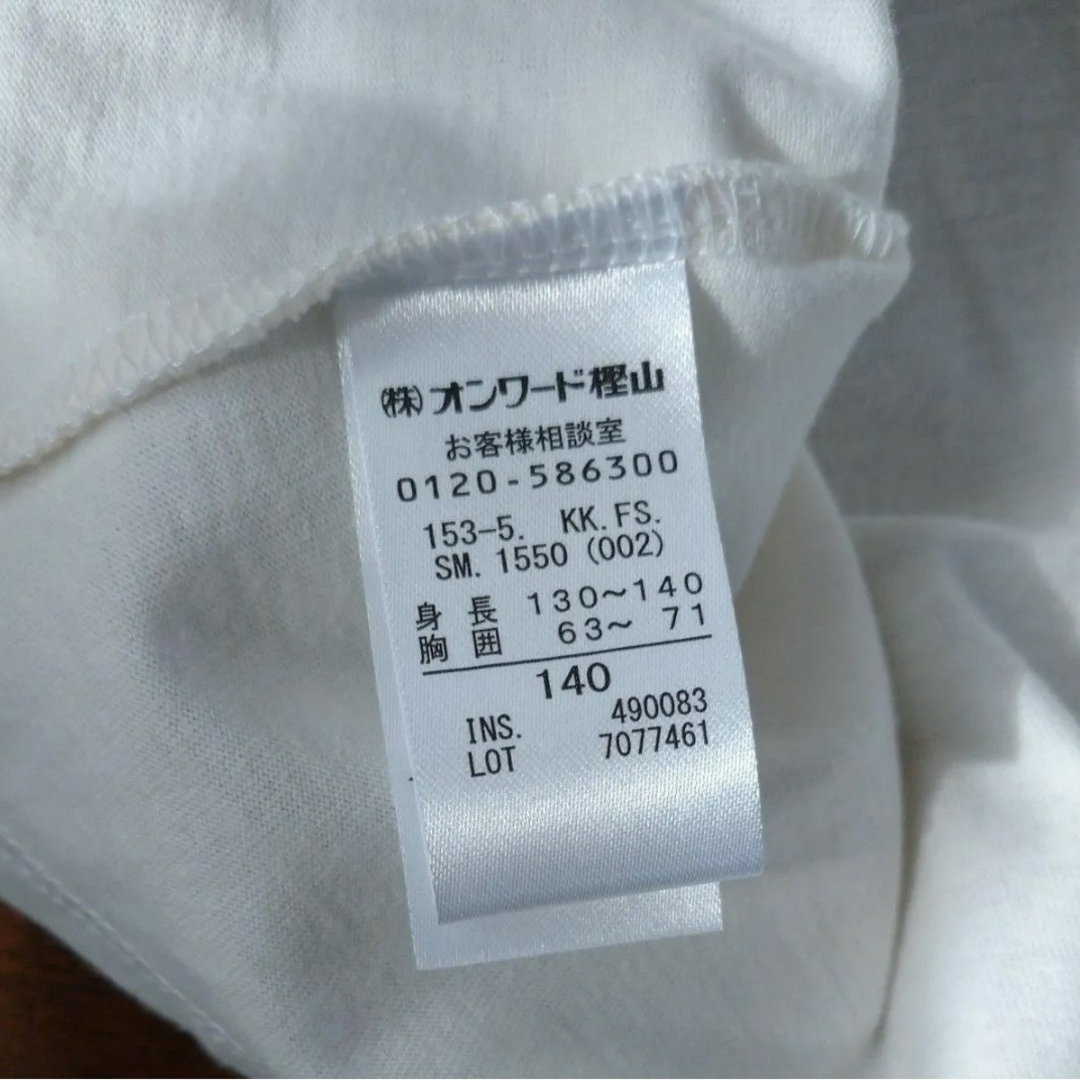 ㈱オンワード樫山
お客様相談室
0120-586300
153-5. KK.FS.
SM. 1550 (002)
身 長 130〜140
胸 囲 63〜 71
140
INS. 490083
LOT 7077461